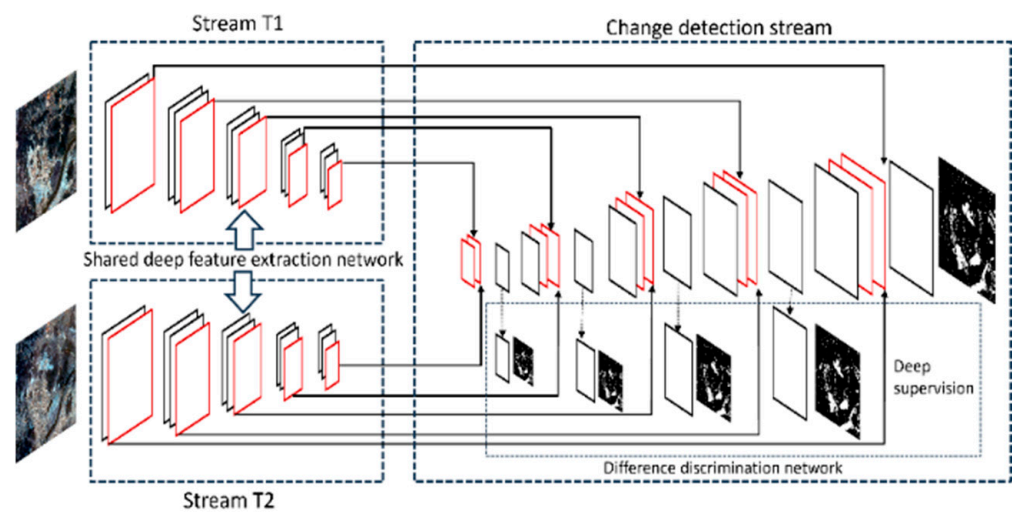 Stream T1
Change detection stream
Shared deep feature extraction network
Deep
supervision
Difference discrimination network
Stream T2